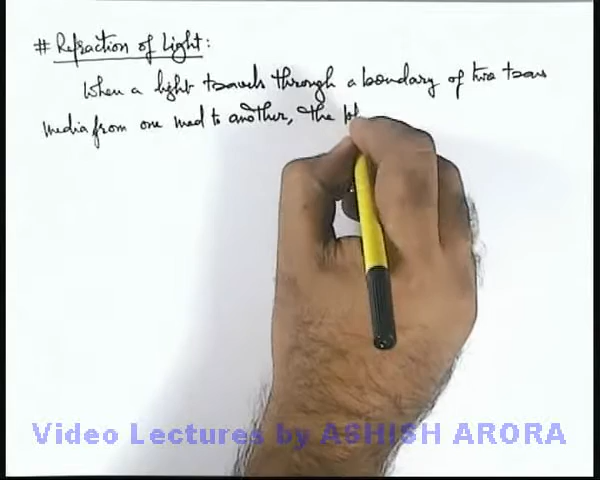 # Refraction of Light :
When a light travels through a boundary of two trans
media from one med to another, the
Video Lectures by ASHISH ARORA